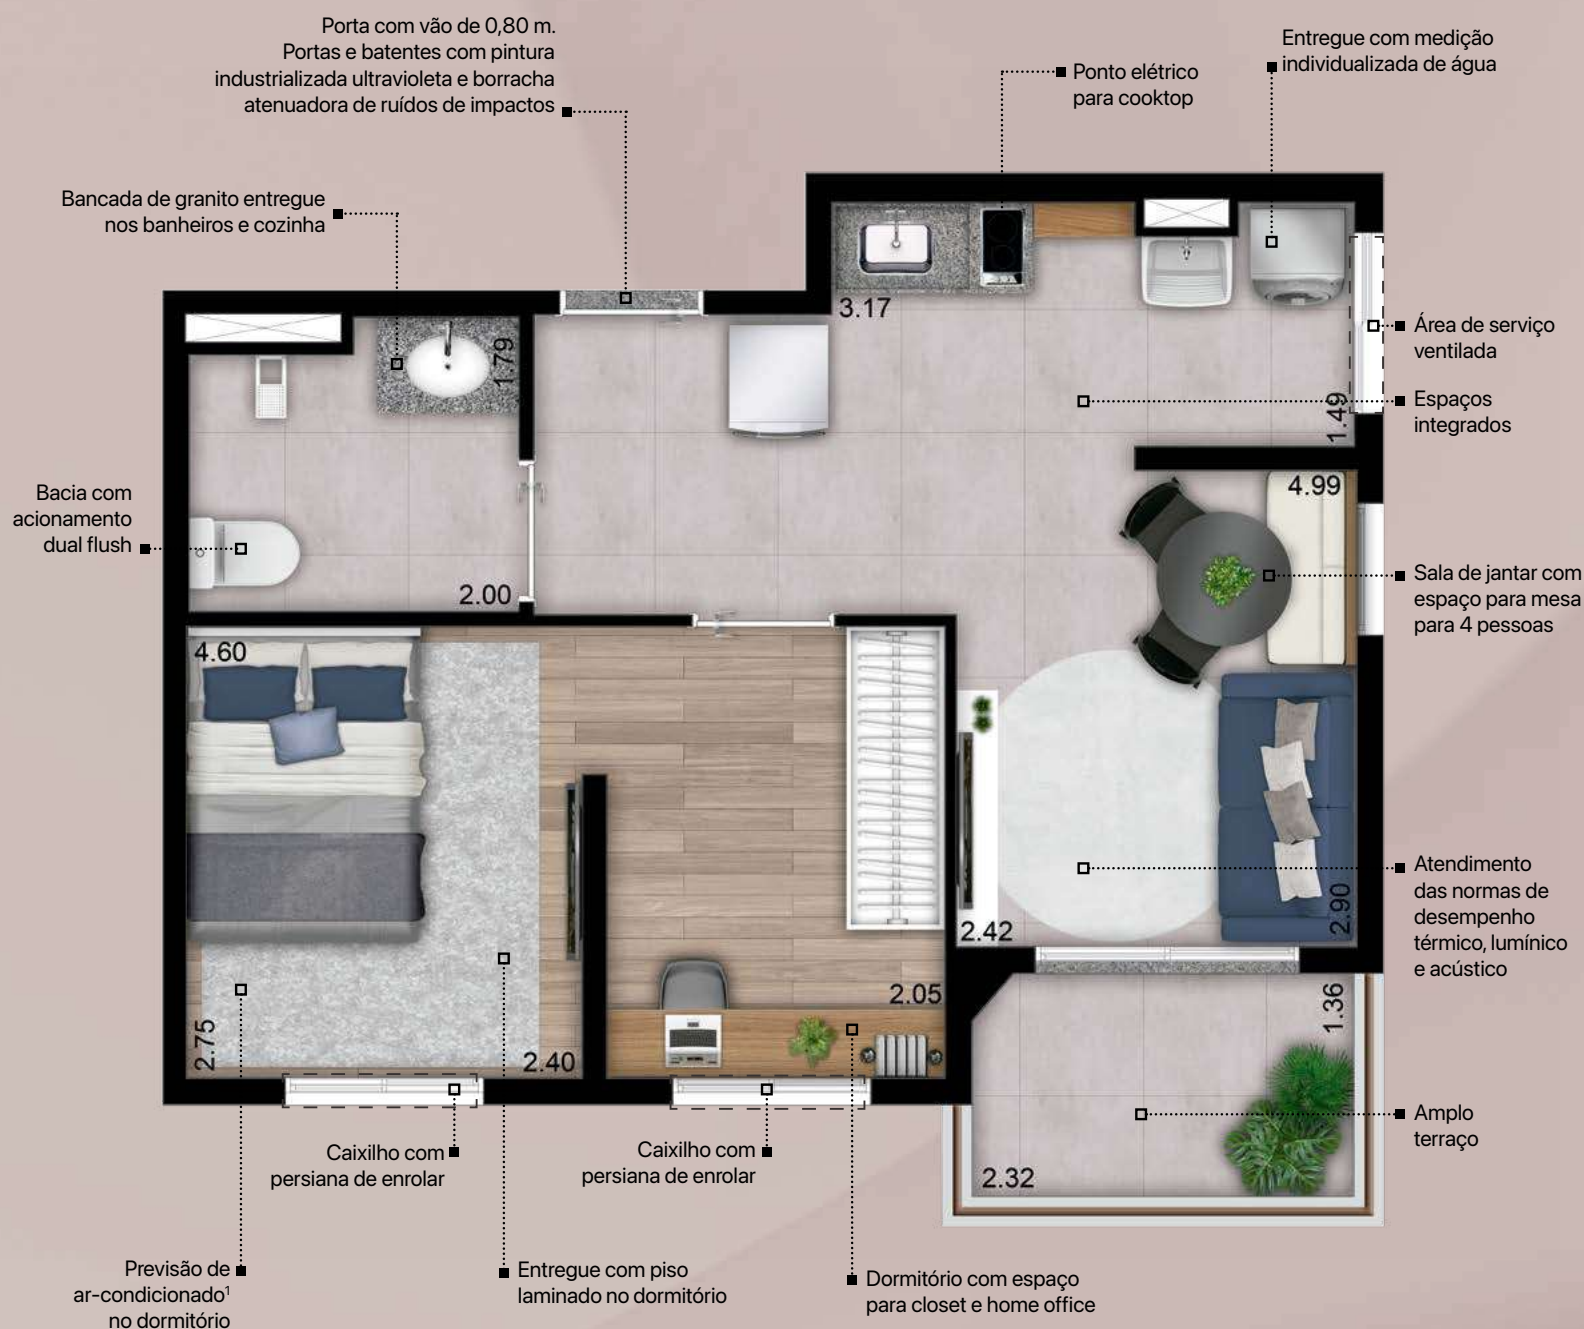 Porta com vão de 0,80 m.
Portas e batentes com pintura
industrializada ultravioleta e borracha
atenuadora de ruídos de impactos
Ponto elétrico
para cooktop
Entregue com medição
individualizada de água
Bancada de granito entregue
nos banheiros e cozinha
3.17
1.79
Área de serviço
ventilada
1.49
Espaços
integrados
Bacia com
acionamento
dual flush
4.99
2.00
Sala de jantar com
espaço para mesa
para 4 pessoas
4.60
Atendimento
das normas de
desempenho
térmico, lumínico
e acústico
2.90
2.42
2.05
1.36
2.75
2.40
Amplo
terraço
2.32
Caixilho com
persiana de enrolar
Caixilho com
persiana de enrolar
Previsão de
ar-condicionado¹
no dormitório
Entregue com piso
laminado no dormitório
Dormitório com espaço
para closet e home office